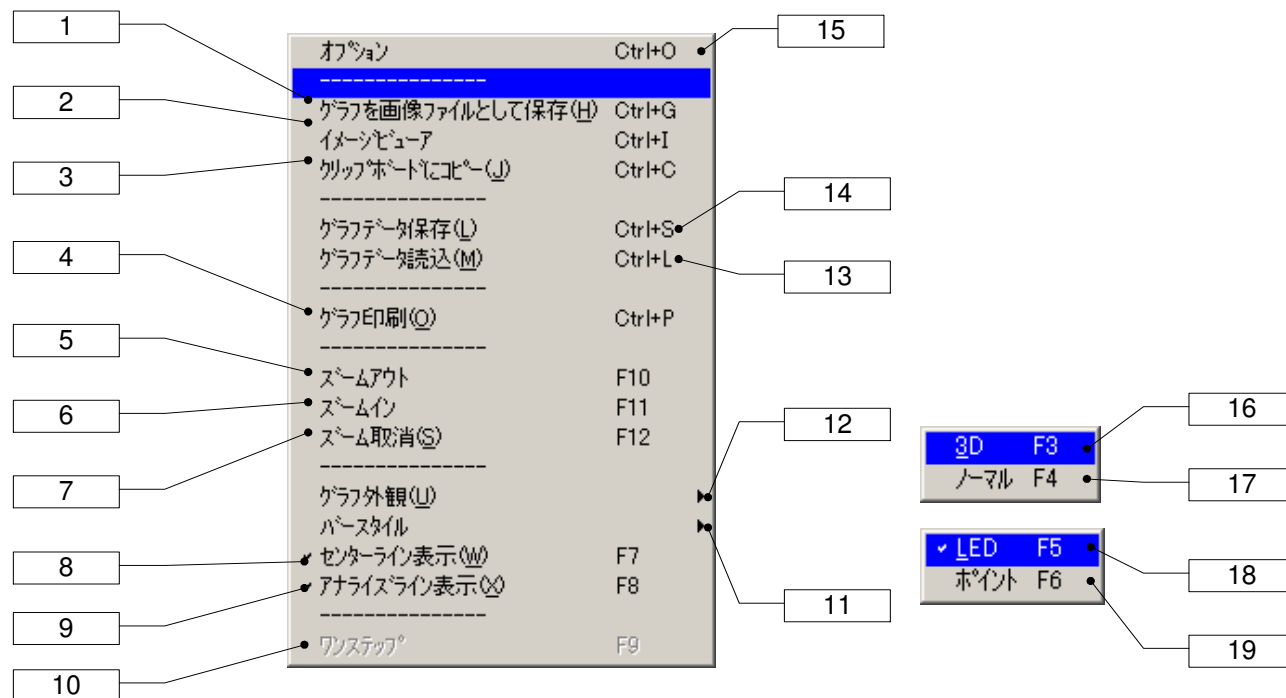 1
2
3
4
5
6
7
8
9
10
オプション Ctrl+O
---------------
グラフを画像ファイルとして保存(H) Ctrl+G
イメージビューア Ctrl+I
クリップボードにコピー(J) Ctrl+C
---------------
グラフデータ保存(L) Ctrl+S
グラフデータ読込(M) Ctrl+L
---------------
グラフ印刷(O) Ctrl+P
---------------
ズームアウト F10
ズームイン F11
ズーム取消(S) F12
---------------
グラフ外観(U)
バースタイル
センターライン表示(W) F7
アナライズライン表示(X) F8
---------------
ワンステップ F9
15
14
13
12
11
3D F3
ノーマル F4
LED F5
ポイント F6
16
17
18
19